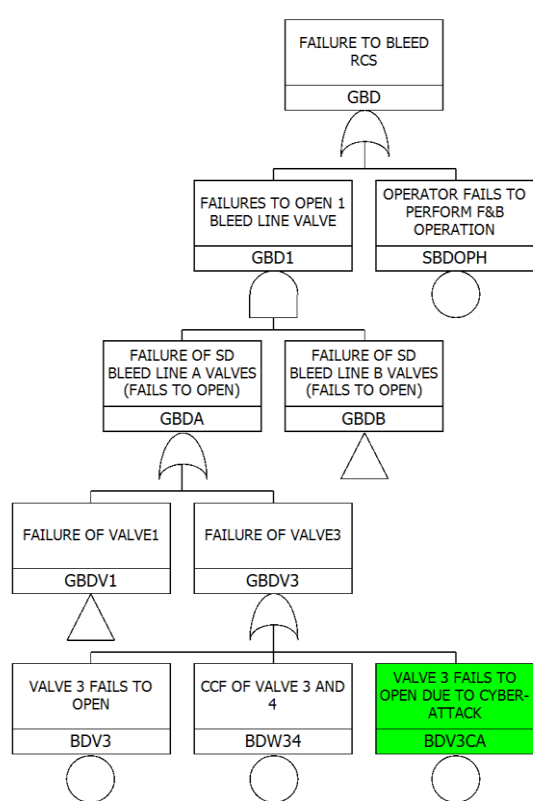 FAILURE TO BLEED
RCS
GBD
FAILURES TO OPEN 1
BLEED LINE VALVE
GBD1
OPERATOR FAILS TO
PERFORM F&B
OPERATION
SBDOPH
FAILURE OF SD
BLEED LINE A VALVES
(FAILS TO OPEN)
GBDA
FAILURE OF SD
BLEED LINE B VALVES
(FAILS TO OPEN)
GBDB
FAILURE OF VALVE1
GBDV1
FAILURE OF VALVE3
GBDV3
VALVE 3 FAILS TO
OPEN
BDV3
CCF OF VALVE 3 AND
4
BDW34
VALVE 3 FAILS TO
OPEN DUE TO CYBER-
ATTACK
BDV3CA